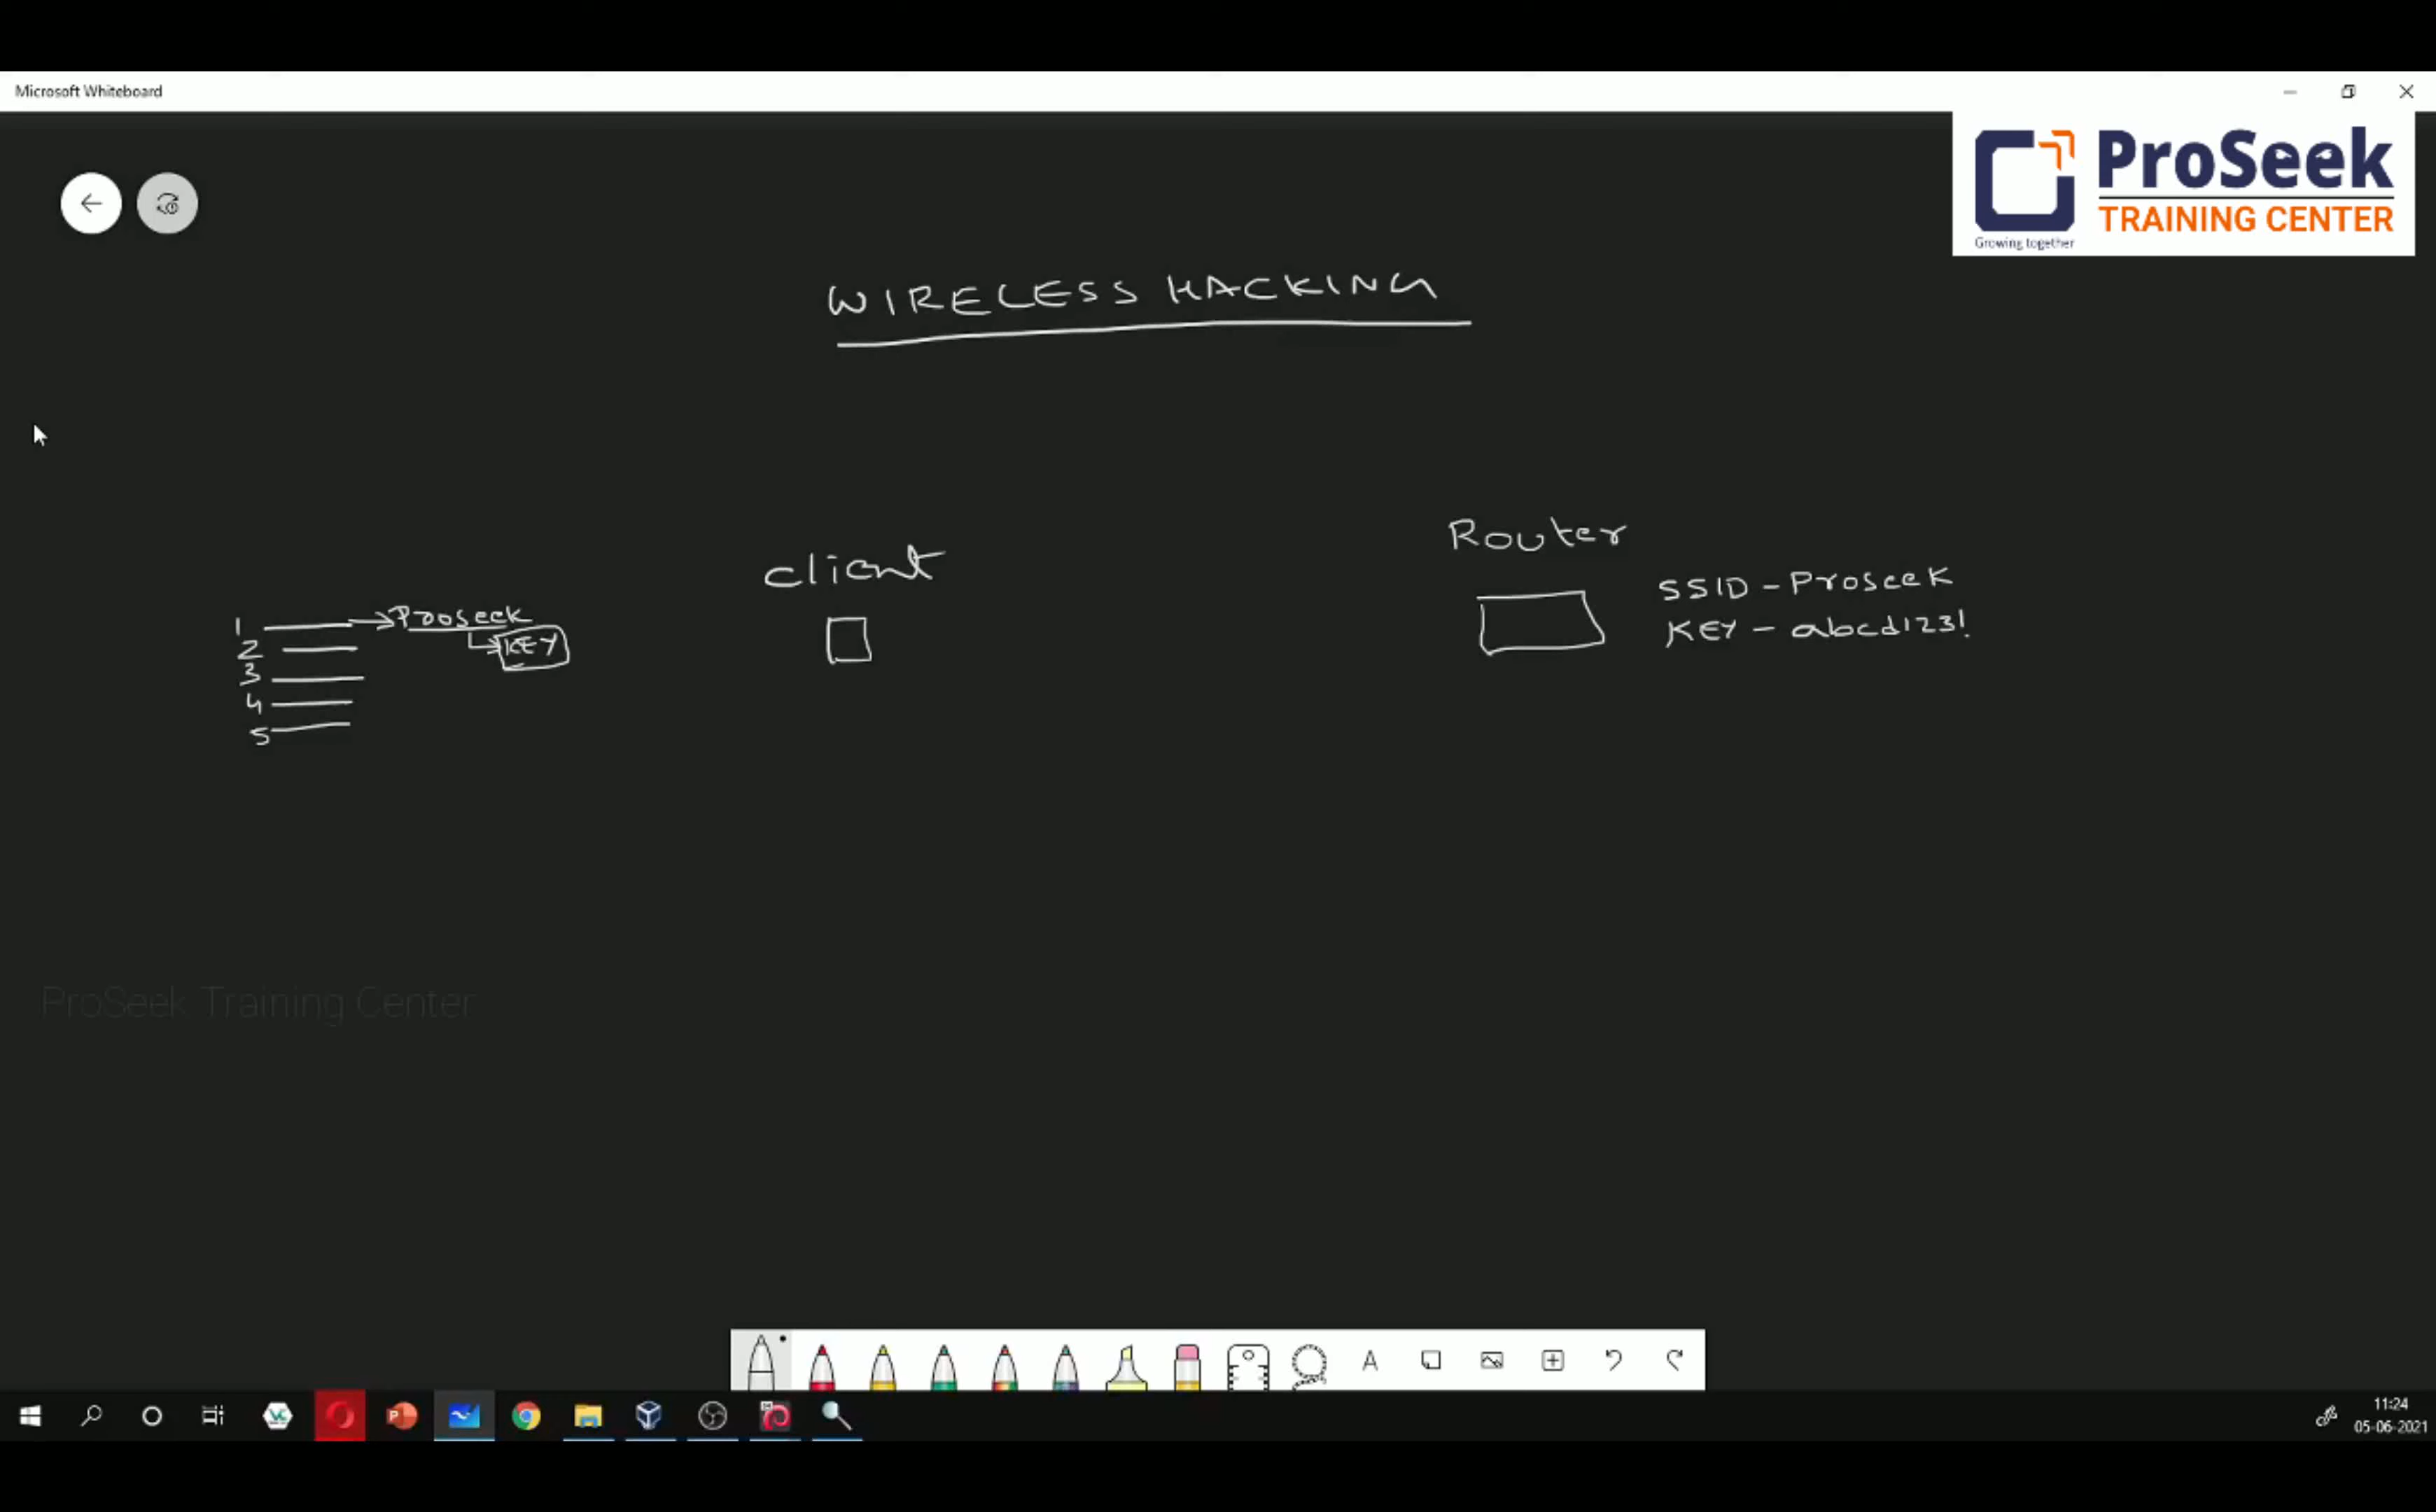 Microsoft Whiteboard
ProSeek
TRAINING CENTER
Growing together
WIRELESS HACKING
Router
client
SSID - Proseek
KEY - abcd123!
1 → Proseek
KEY
2
3
4
5
ProSeek Training Center
A
11:24
05-06-2021